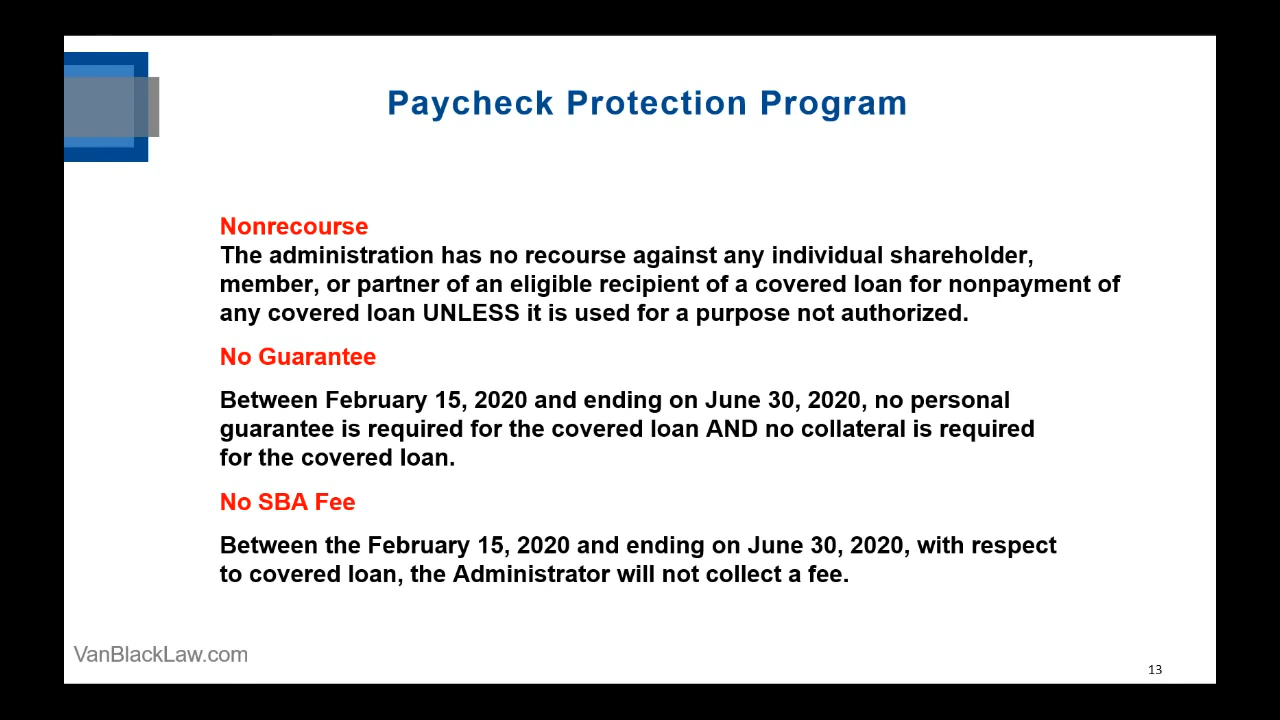 Paycheck Protection Program
Nonrecourse
The administration has no recourse against any individual shareholder,
member, or partner of an eligible recipient of a covered loan for nonpayment of
any covered loan UNLESS it is used for a purpose not authorized.
No Guarantee
Between February 15, 2020 and ending on June 30, 2020, no personal
guarantee is required for the covered loan AND no collateral is required
for the covered loan.
No SBA Fee
Between the February 15, 2020 and ending on June 30, 2020, with respect
to covered loan, the Administrator will not collect a fee.
VanBlackLaw.com
13